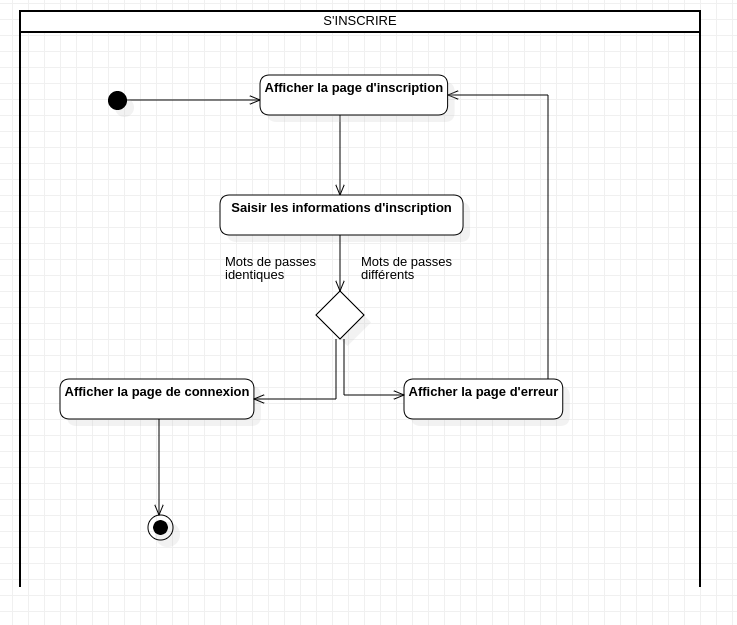 S'INSCRIRE
Afficher la page d'inscription
Saisir les informations d'inscription
Mots de passes
identiques
Mots de passes
différents
Afficher la page de connexion
Afficher la page d'erreur